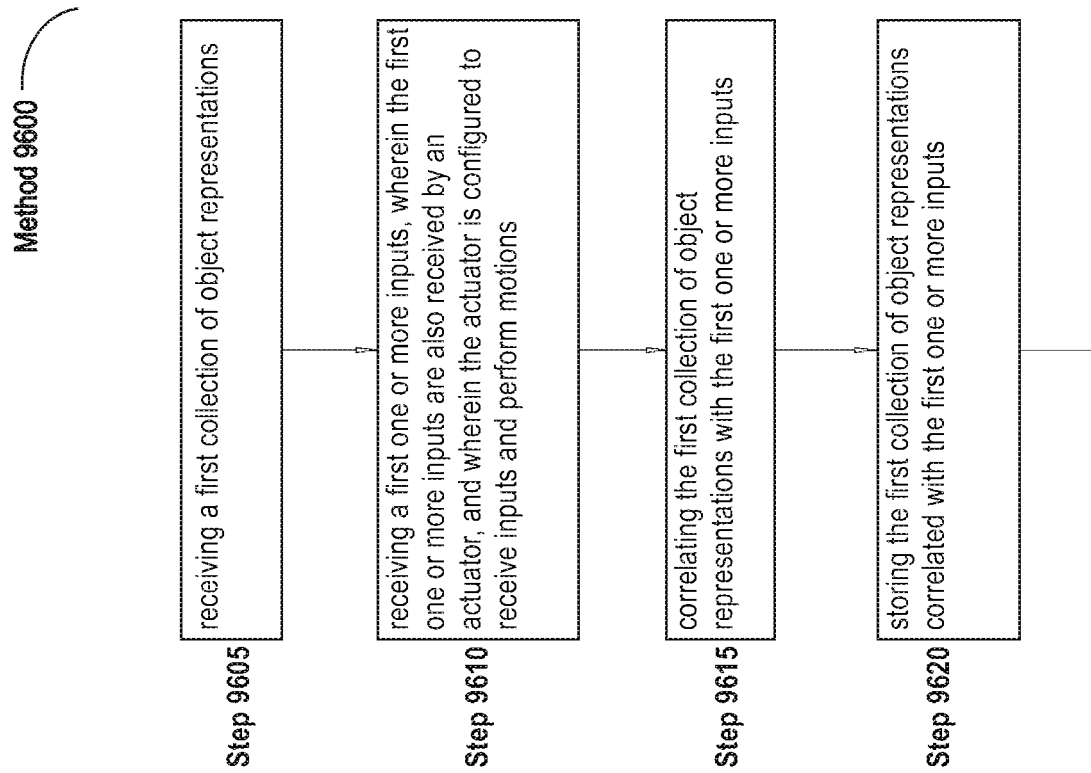 Method 9600
Step 9605
receiving a first collection of object representations
Step 9610
receiving a first one or more inputs, wherein the first
one or more inputs are also received by an
actuator, and wherein the actuator is configured to
receive inputs and perform motions
Step 9615
correlating the first collection of object
representations with the first one or more inputs
Step 9620
storing the first collection of object representations
correlated with the first one or more inputs